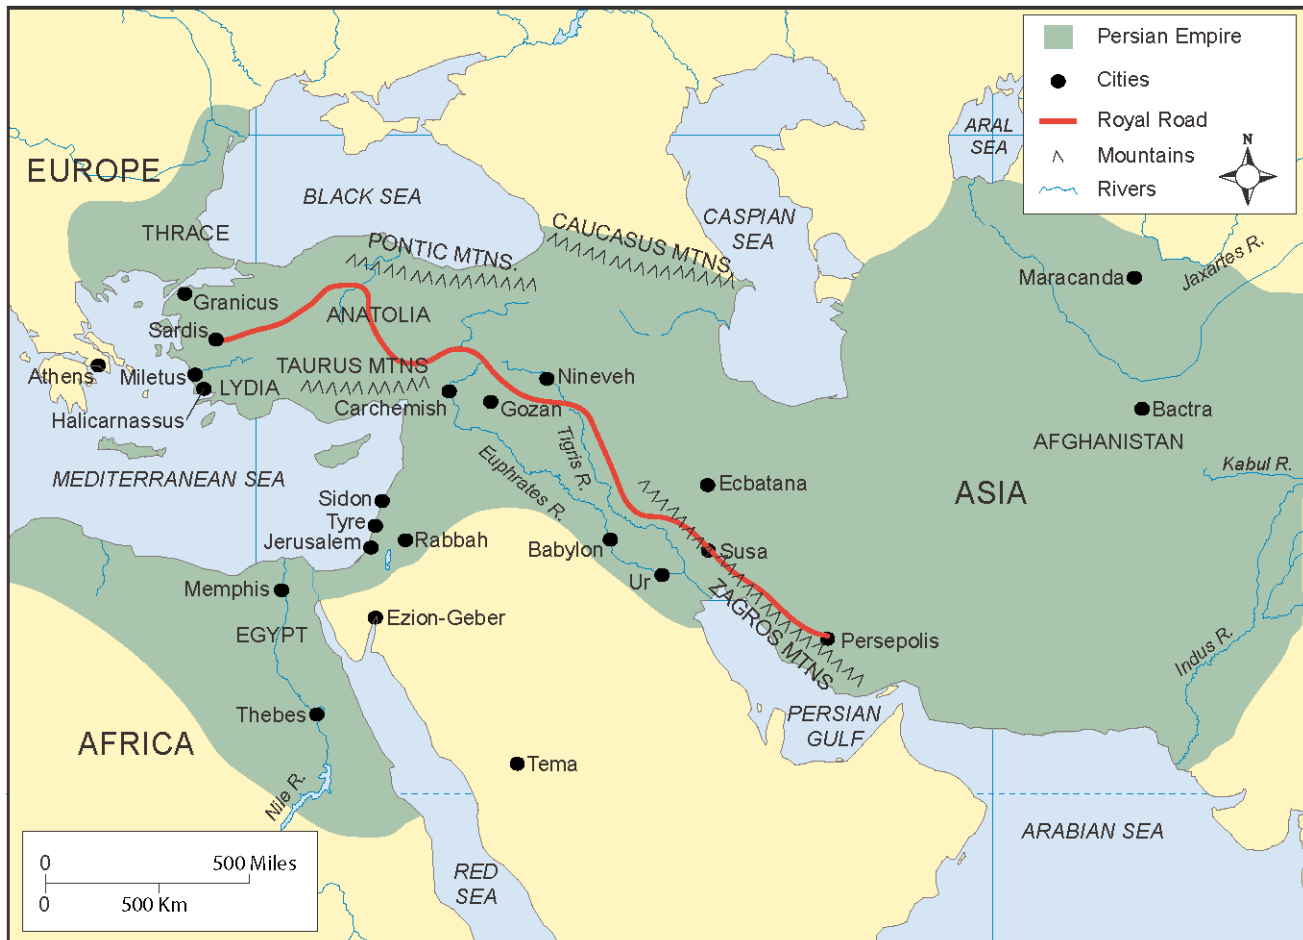 Persian Empire
Cities
Royal Road
Mountains
Rivers
N
ARAL
SEA
EUROPE
BLACK SEA
CASPIAN
SEA
THRACE
PONTIC MTNS.
CAUCASUS MTNS
Maracanda
Jaxartes R.
Granicus
ANATOLIA
Sardis
Athens
Miletus
LYDIA
TAURUS MTNS
Nineveh
Halicarnassus
Carchemish
Gozan
Bactra
AFGHANISTAN
Kabul R.
MEDITERRANEAN SEA
Euphrates R.
Tigris R.
Ecbatana
ASIA
Sidon
Tyre
Jerusalem
Rabbah
Babylon
Susa
Memphis
Ur
ZAGROS MTNS
EGYPT
Ezion-Geber
Persepolis
Indus R.
Thebes
PERSIAN
GULF
AFRICA
Tema
Nile R.
ARABIAN SEA
RED
SEA
0 500 Miles
0 500 Km